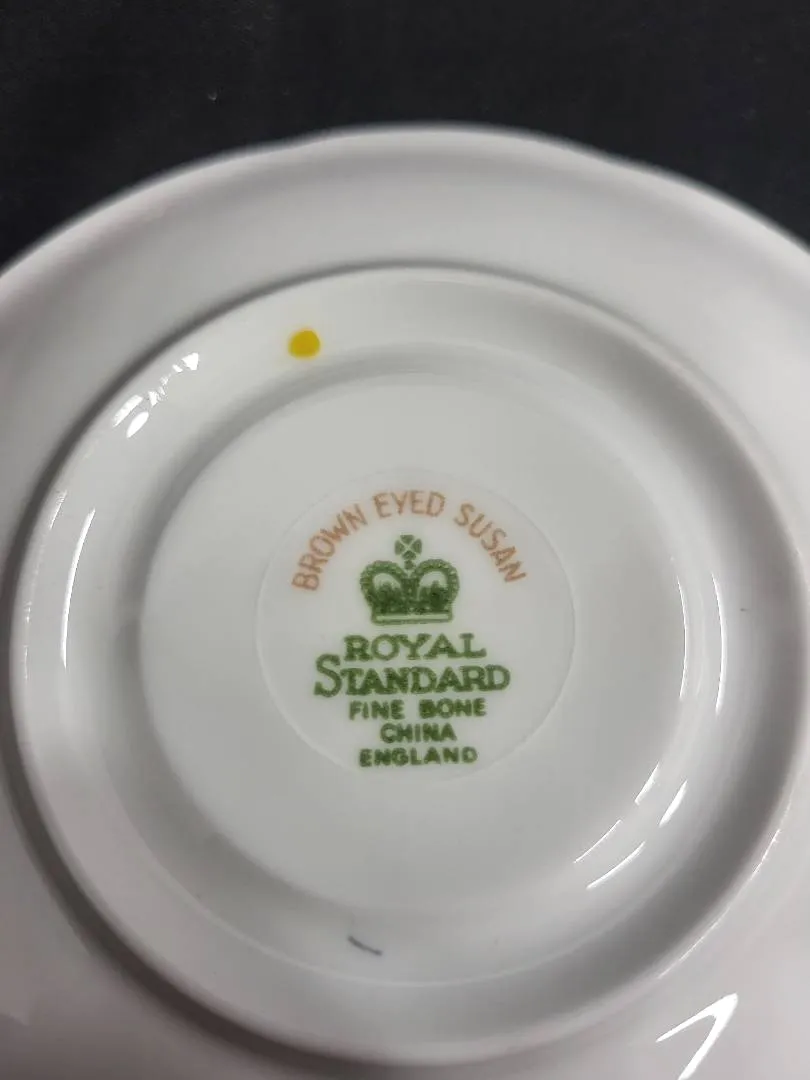 BROWN EYED SUSAN
ROYAL
STANDARD
FINE BONE
CHINA
ENGLAND